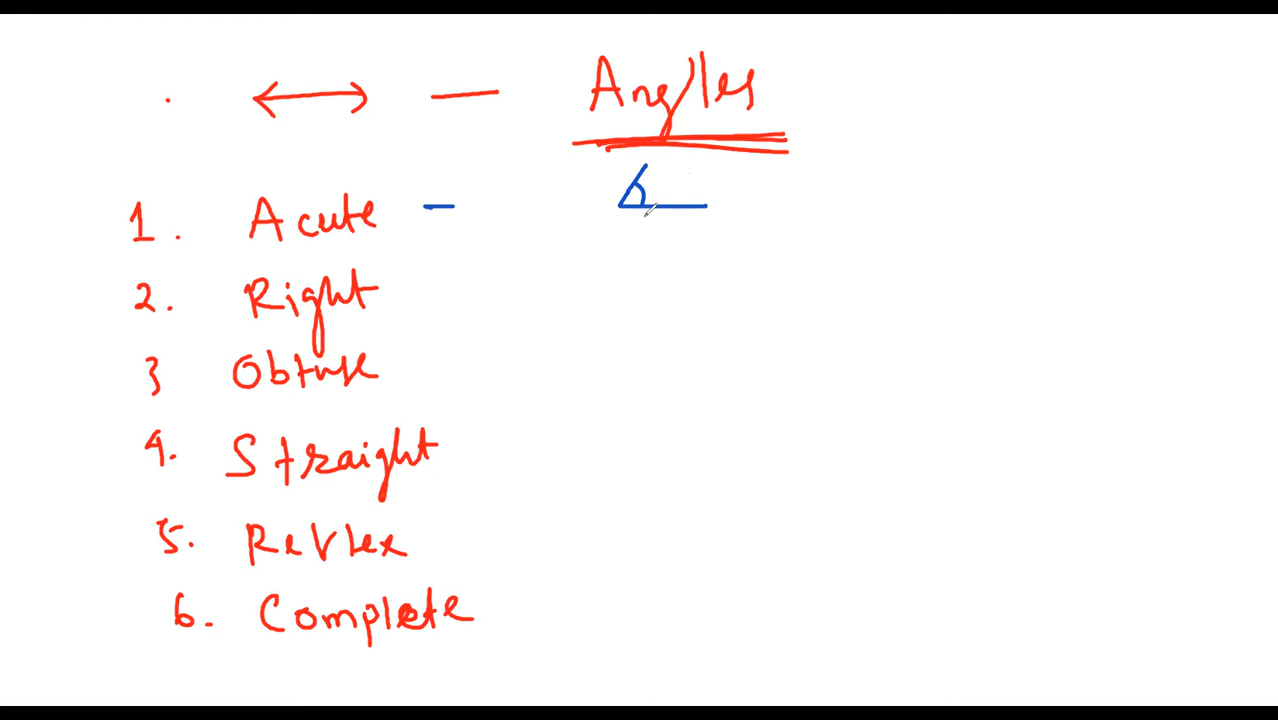 Angles
1. Acute -
2. Right
3 Obtuse
4. Straight
5. Reflex
6. Complete